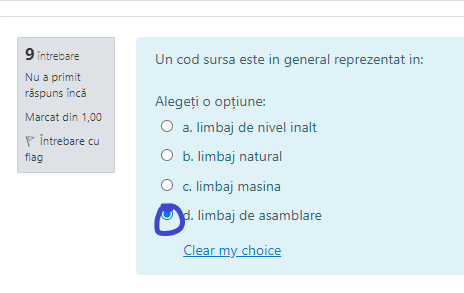 9 întrebare
Nu a primit
răspuns încă
Marcat din 1,00
Întrebare cu
flag
Un cod sursa este in general reprezentat in:
Alegeți o opțiune:
a. limbaj de nivel inalt
b. limbaj natural
c. limbaj masina
d. limbaj de asamblare
Clear my choice